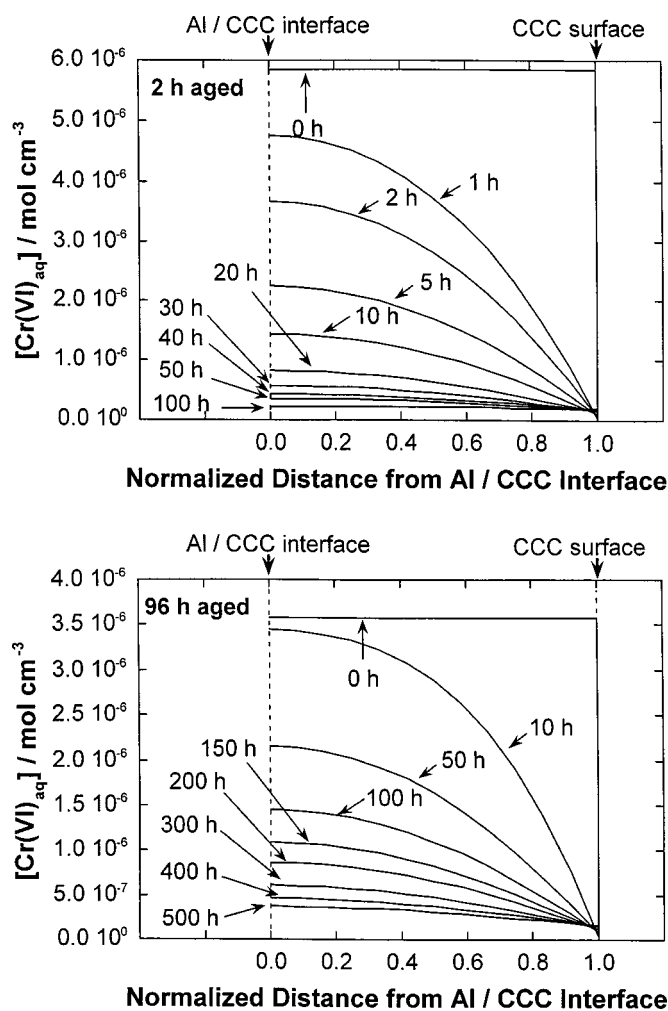 Al / CCC interface CCC surface
6.0 10⁻⁶
2 h aged
0 h
5.0 10⁻⁶
1 h
4.0 10⁻⁶
2 h
3.0 10⁻⁶
20 h
5 h
2.0 10⁻⁶
30 h
10 h
40 h
1.0 10⁻⁶
50 h
100 h
0.0 10⁰
[Cr(VI)aq] / mol cm⁻³
0.0 0.2 0.4 0.6 0.8 1.0
Normalized Distance from Al / CCC Interface
Al / CCC interface CCC surface
4.0 10⁻⁶
96 h aged
3.5 10⁻⁶
0 h
3.0 10⁻⁶
2.5 10⁻⁶
10 h
150 h
50 h
2.0 10⁻⁶
200 h
100 h
1.5 10⁻⁶
300 h
1.0 10⁻⁶
400 h
5.0 10⁻⁷
500 h
0.0 10⁰
[Cr(VI)aq] / mol cm⁻³
0.0 0.2 0.4 0.6 0.8 1.0
Normalized Distance from Al / CCC Interface